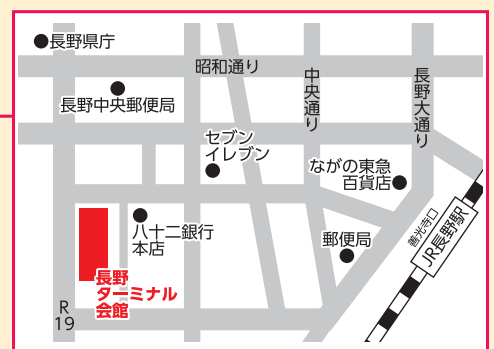 長野県庁
昭和通り
中央通り
長野大通り
長野中央郵便局
セブン
イレブン
ながの東急
百貨店
八十二銀行
本店
郵便局
善光寺口
JR長野駅
長野
ターミナル
会館
R
19